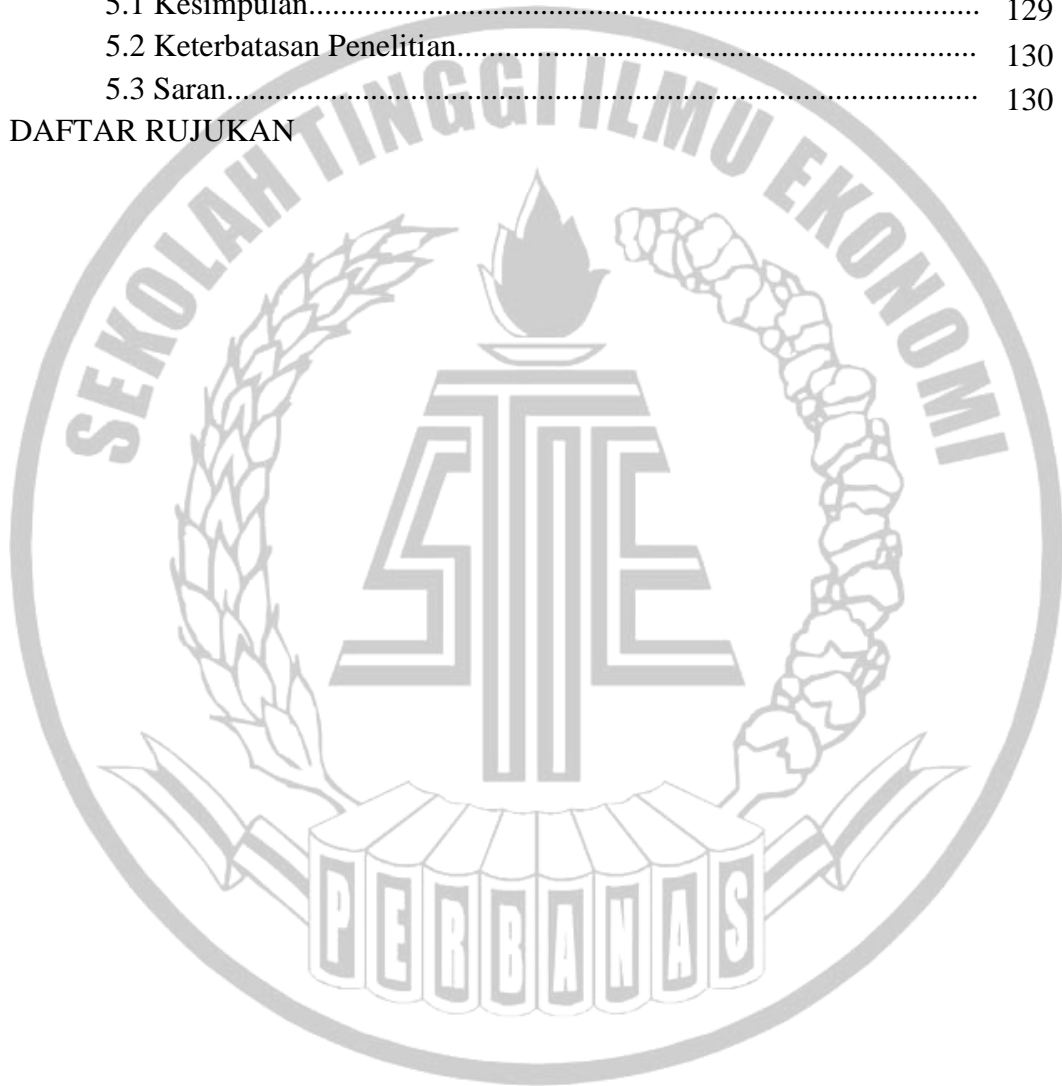 5.1 Kesimpulan.................................................................................... 129
5.2 Keterbatasan Penelitian................................................................. 130
5.3 Saran.............................................................................................. 130
DAFTAR RUJUKAN
SEKOLAH TINGGI ILMU EKONOMI
STIE
PERBANAS